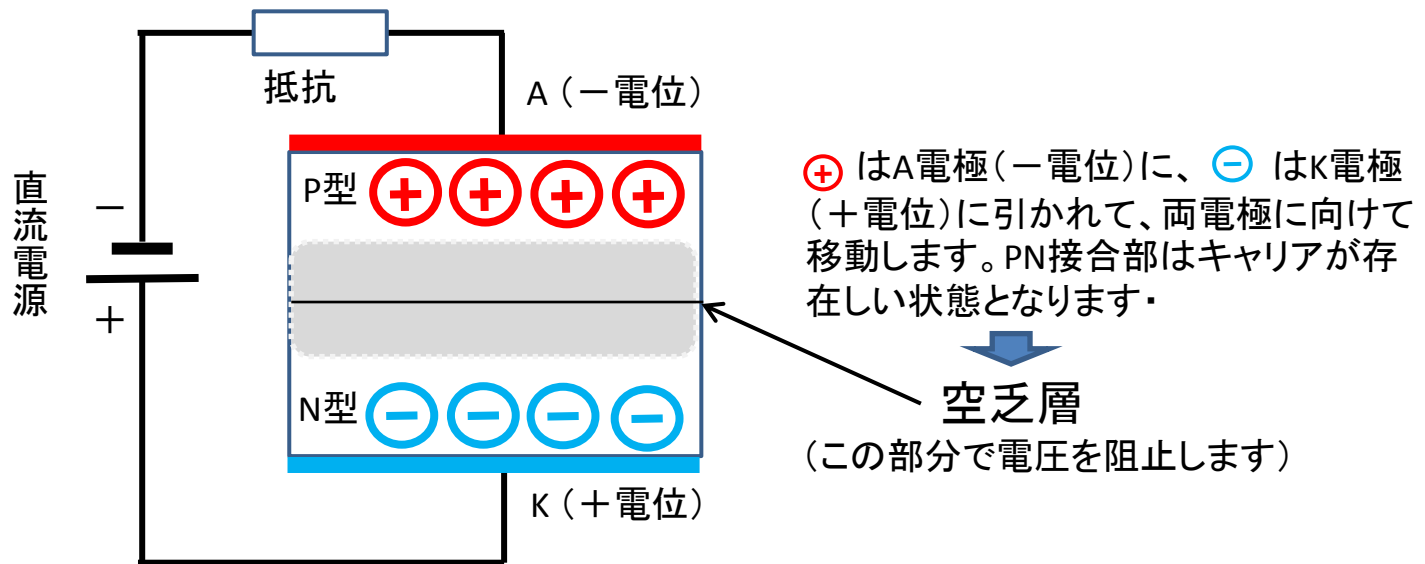 抵抗
A（－電位）
直流電源
－
＋
P型 ＋ ＋ ＋ ＋
N型 － － － －
K（＋電位）
＋ はA電極（－電位）に、 － はK電極
（＋電位）に引かれて、両電極に向けて
移動します。PN接合部はキャリアが存
在しい状態となります・
空乏層
（この部分で電圧を阻止します）